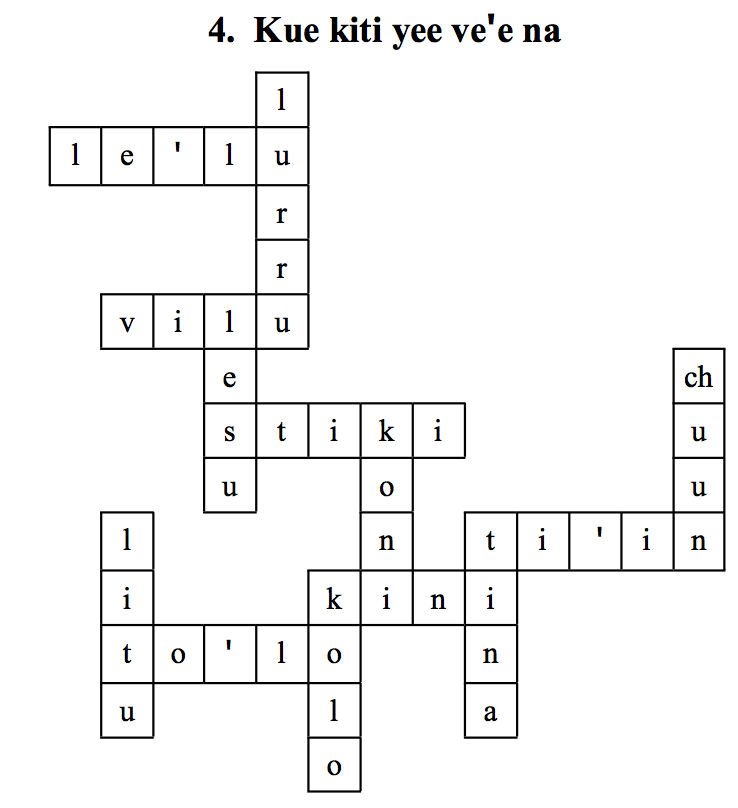 4. Kue kiti yee ve'e na
l
l e ' l u
r
r
v i l u
e ch
s t i k i u
u o u
l n t i ' i n
i k i n i
t o ' l o n
u l a
o